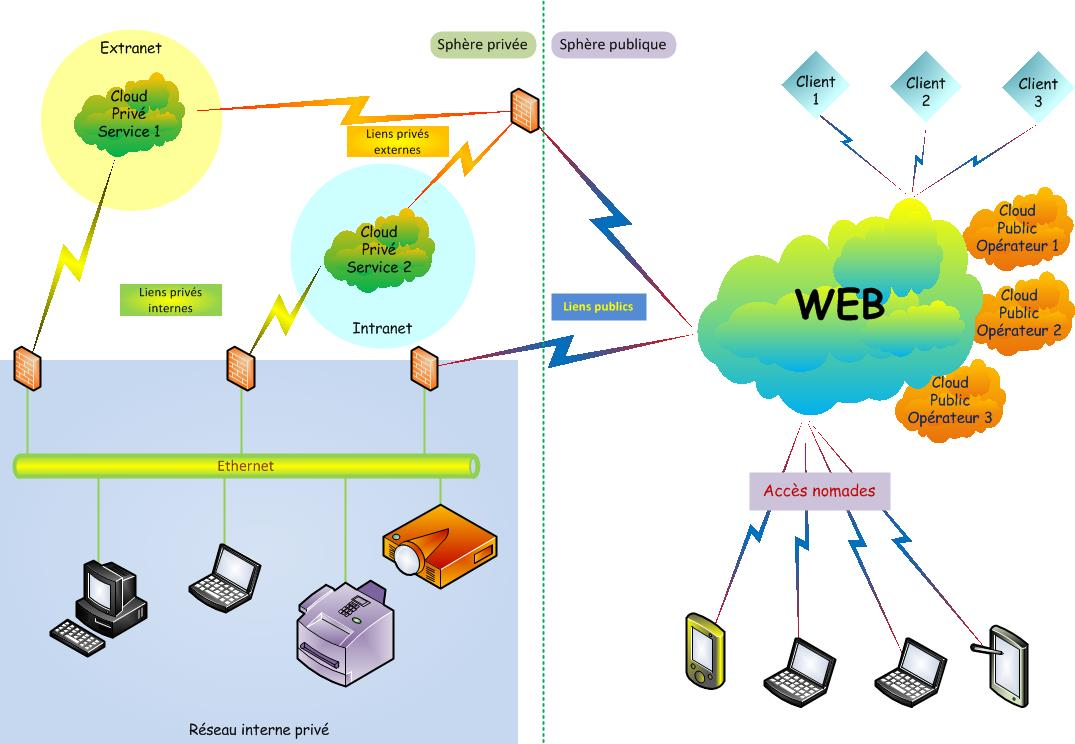 Extranet
Cloud
Privé
Service 1
Sphère privée
Sphère publique
Client
1
Client
2
Client
3
Liens privés
externes
Cloud
Privé
Service 2
Intranet
Liens privés
internes
Liens publics
WEB
Cloud
Public
Opérateur 1
Cloud
Public
Opérateur 2
Cloud
Public
Opérateur 3
Ethernet
Accès nomades
Réseau interne privé